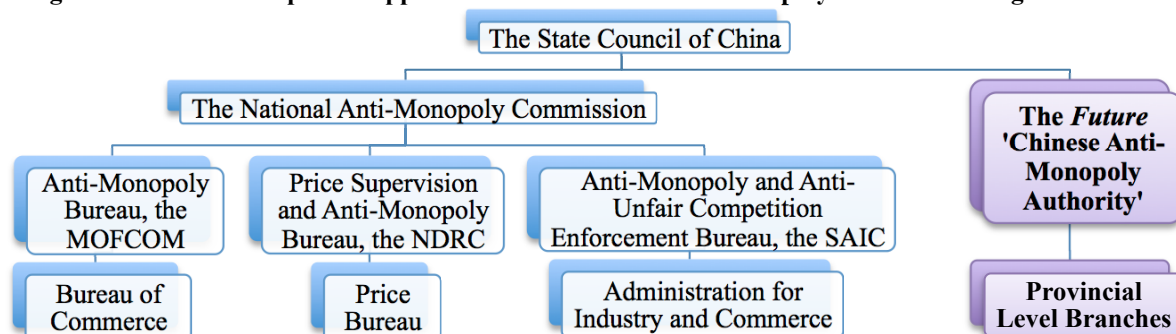 The State Council of China
The National Anti-Monopoly Commission
The Future
'Chinese Anti-
Monopoly
Authority'
Anti-Monopoly
Bureau, the
MOFCOM
Price Supervision
and Anti-Monopoly
Bureau, the NDRC
Anti-Monopoly and Anti-
Unfair Competition
Enforcement Bureau, the SAIC
Bureau of
Commerce
Price
Bureau
Administration for
Industry and Commerce
Provincial
Level Branches